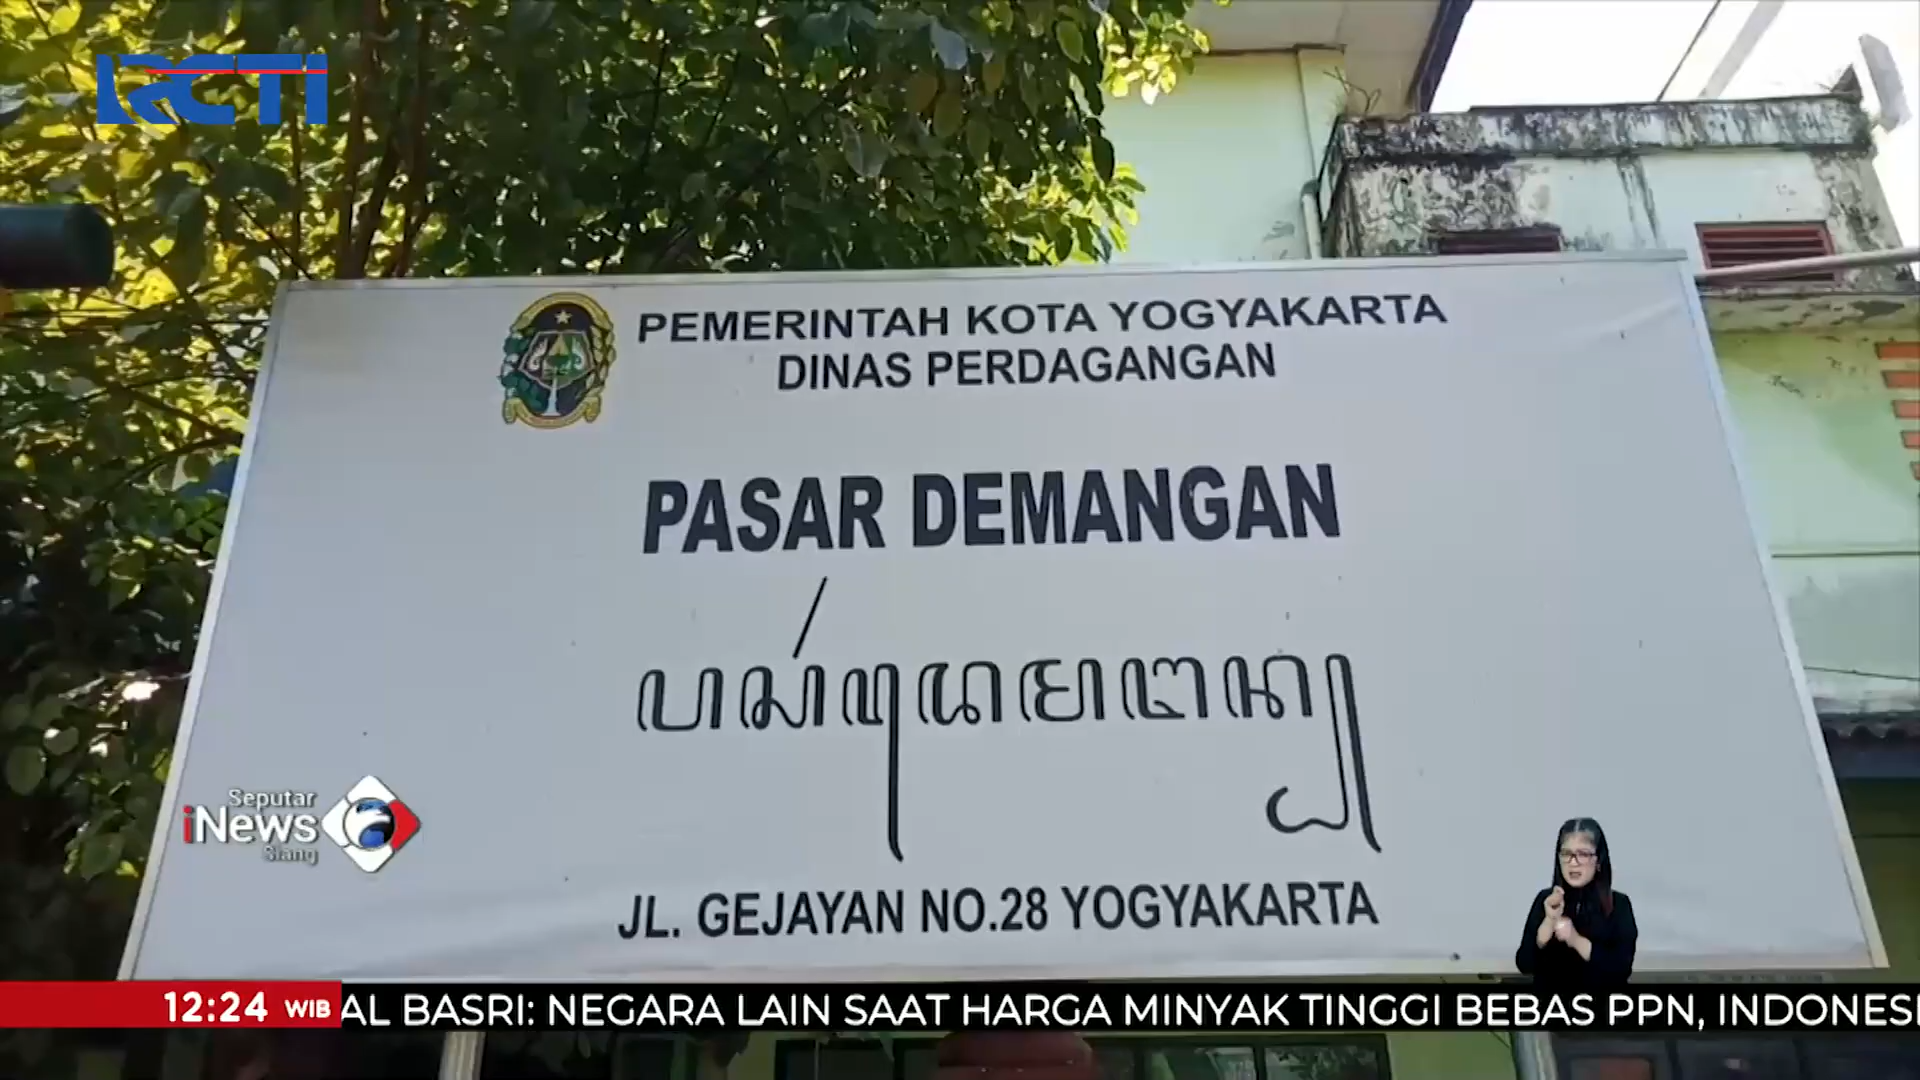 RCTI
PEMERINTAH KOTA YOGYAKARTA
DINAS PERDAGANGAN
PASAR DEMANGAN
JL. GEJAYAN NO.28 YOGYAKARTA
Seputar
iNews
Siang
12:24 WIB
AL BASRI: NEGARA LAIN SAAT HARGA MINYAK TINGGI BEBAS PPN, INDONESI